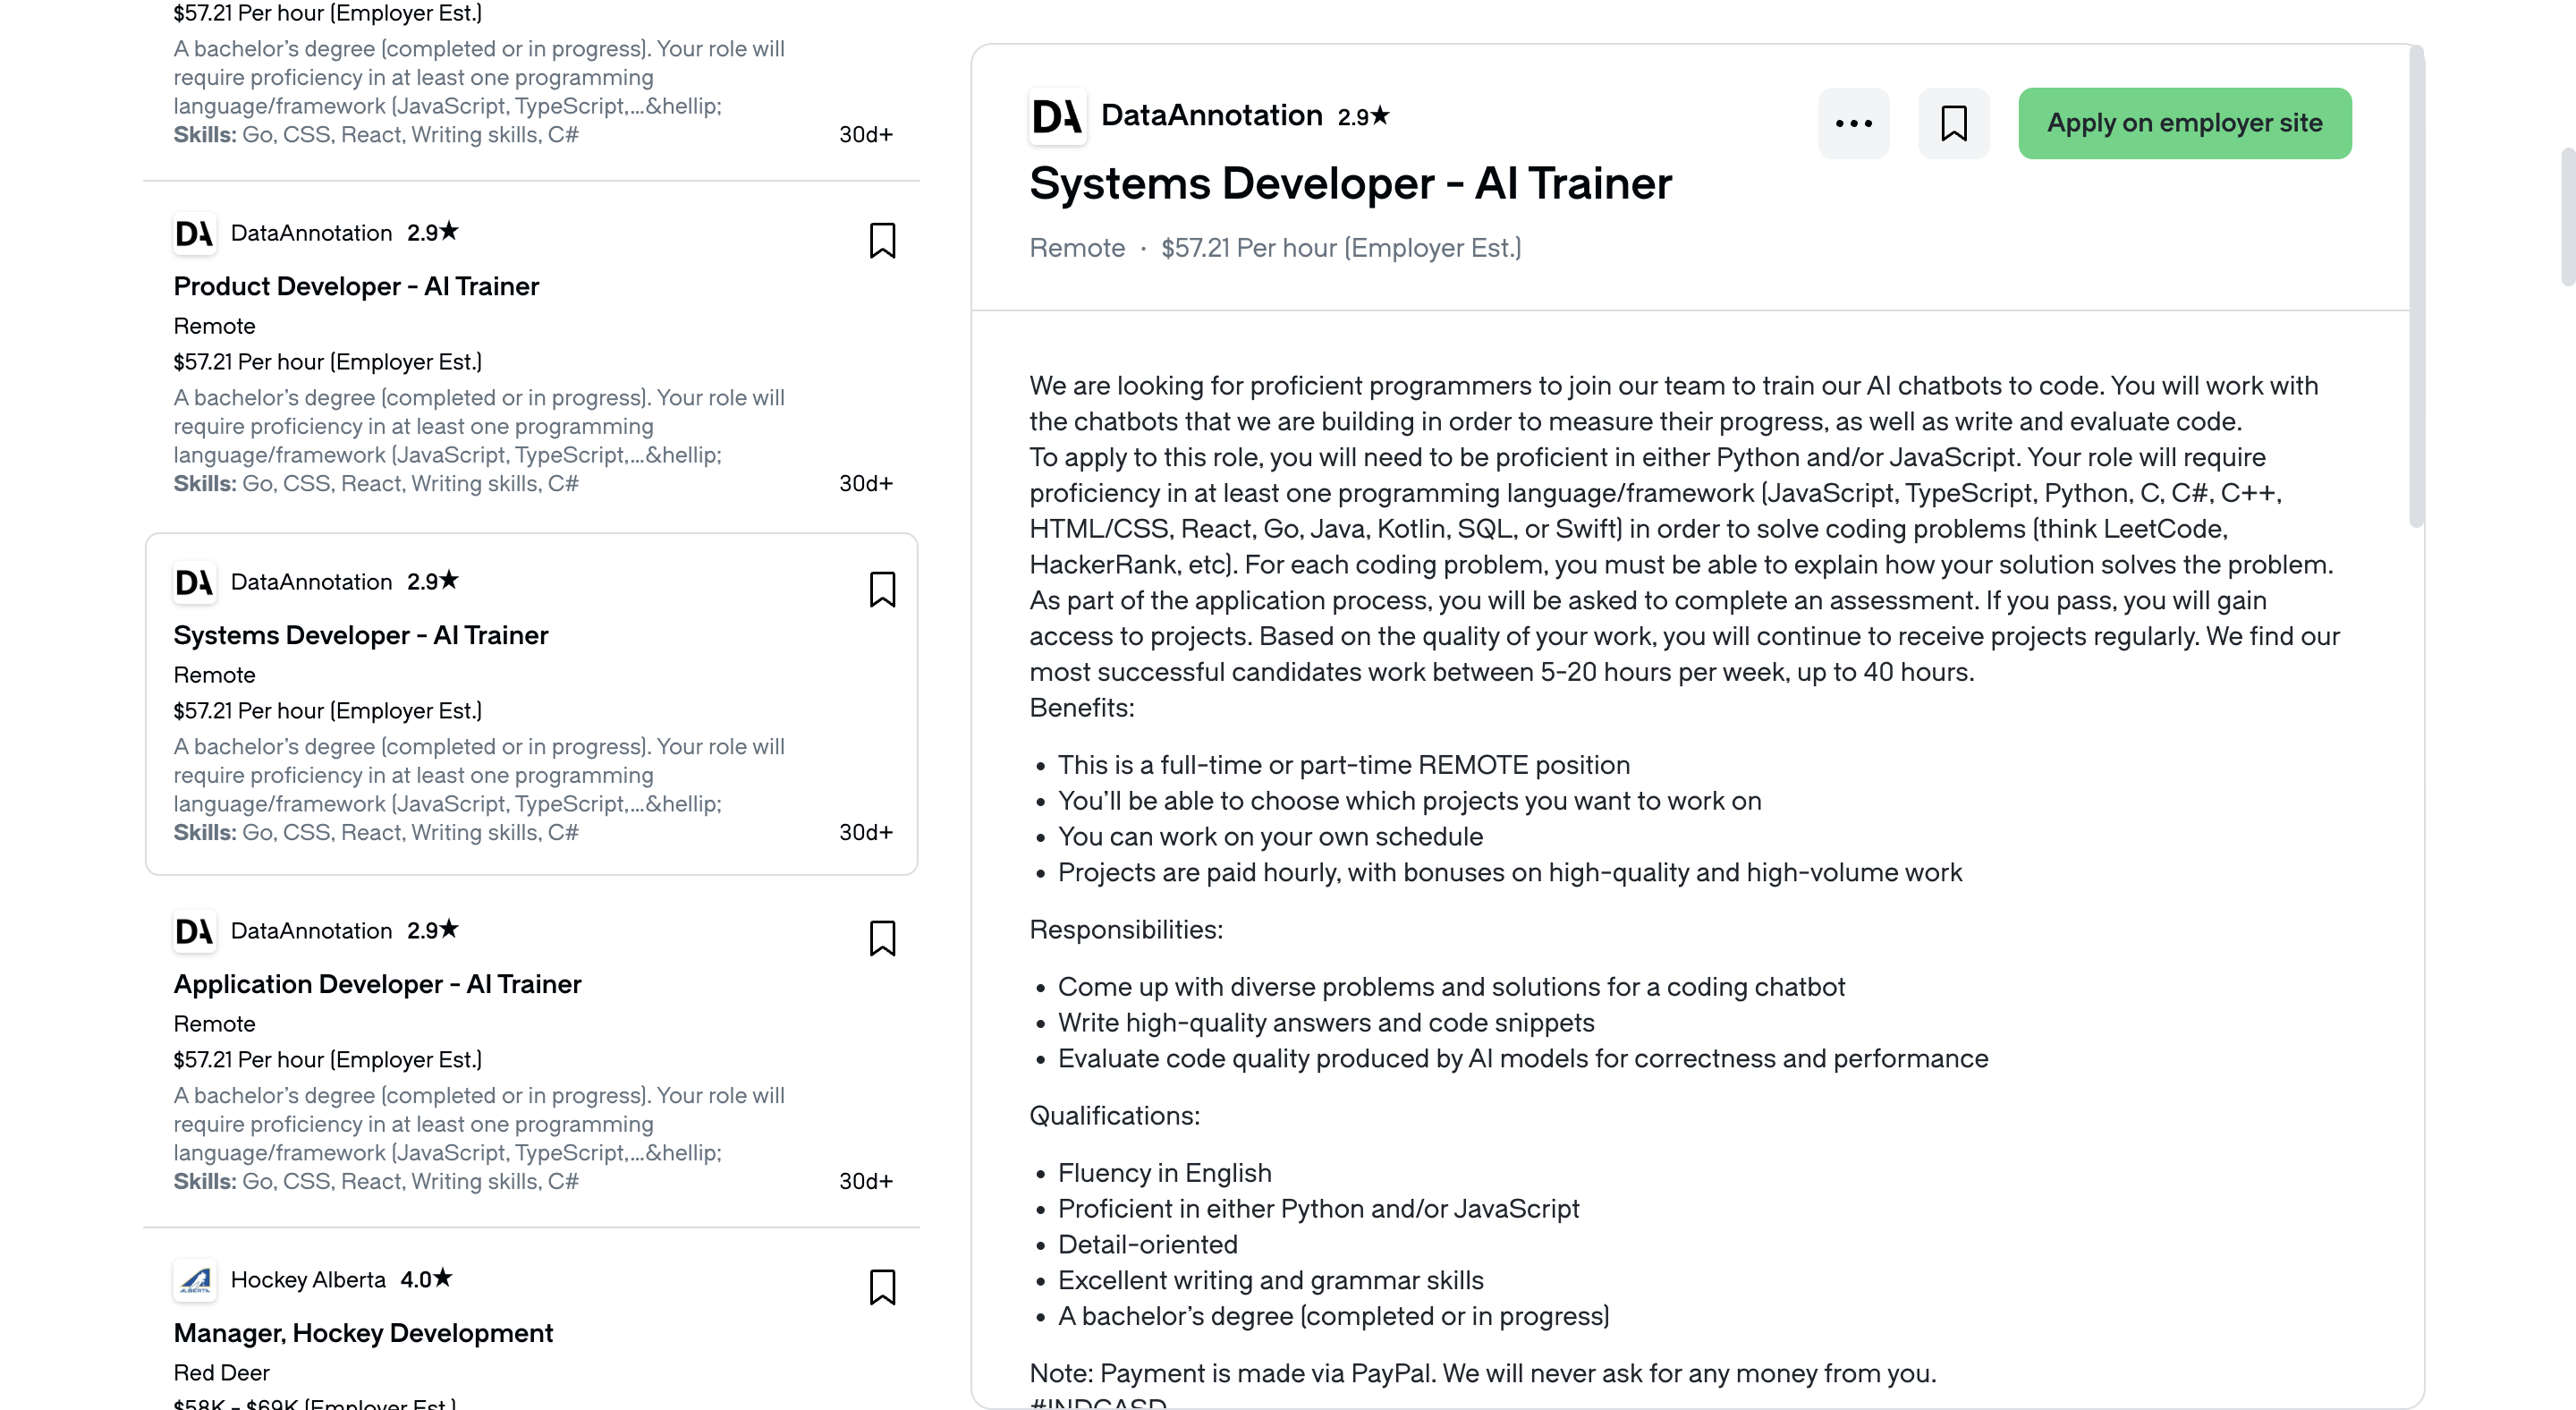 $57.21 Per hour (Employer Est.)
A bachelor's degree (completed or in progress). Your role will
require proficiency in at least one programming
language/framework (JavaScript, TypeScript,...&hellip;
Skills: Go, CSS, React, Writing skills, C#
30d+
DataAnnotation 2.9★
Product Developer - AI Trainer
Remote
$57.21 Per hour (Employer Est.)
A bachelor's degree (completed or in progress). Your role will
require proficiency in at least one programming
language/framework (JavaScript, TypeScript,...&hellip;
Skills: Go, CSS, React, Writing skills, C#
30d+
DataAnnotation 2.9★
Systems Developer - AI Trainer
Remote
$57.21 Per hour (Employer Est.)
A bachelor's degree (completed or in progress). Your role will
require proficiency in at least one programming
language/framework (JavaScript, TypeScript,...&hellip;
Skills: Go, CSS, React, Writing skills, C#
30d+
DataAnnotation 2.9★
Application Developer - AI Trainer
Remote
$57.21 Per hour (Employer Est.)
A bachelor's degree (completed or in progress). Your role will
require proficiency in at least one programming
language/framework (JavaScript, TypeScript,...&hellip;
Skills: Go, CSS, React, Writing skills, C#
30d+
Hockey Alberta 4.0★
Manager, Hockey Development
Red Deer
$58K - $69K (Employer Est.)
DA DataAnnotation 2.9★
Apply on employer site
Systems Developer - AI Trainer
Remote · $57.21 Per hour (Employer Est.)
We are looking for proficient programmers to join our team to train our AI chatbots to code. You will work with
the chatbots that we are building in order to measure their progress, as well as write and evaluate code.
To apply to this role, you will need to be proficient in either Python and/or JavaScript. Your role will require
proficiency in at least one programming language/framework (JavaScript, TypeScript, Python, C, C#, C++,
HTML/CSS, React, Go, Java, Kotlin, SQL, or Swift) in order to solve coding problems (think LeetCode,
HackerRank, etc). For each coding problem, you must be able to explain how your solution solves the problem.
As part of the application process, you will be asked to complete an assessment. If you pass, you will gain
access to projects. Based on the quality of your work, you will continue to receive projects regularly. We find our
most successful candidates work between 5-20 hours per week, up to 40 hours.
Benefits:
• This is a full-time or part-time REMOTE position
• You'll be able to choose which projects you want to work on
• You can work on your own schedule
• Projects are paid hourly, with bonuses on high-quality and high-volume work
Responsibilities:
• Come up with diverse problems and solutions for a coding chatbot
• Write high-quality answers and code snippets
• Evaluate code quality produced by AI models for correctness and performance
Qualifications:
• Fluency in English
• Proficient in either Python and/or JavaScript
• Detail-oriented
• Excellent writing and grammar skills
• A bachelor's degree (completed or in progress)
Note: Payment is made via PayPal. We will never ask for any money from you.